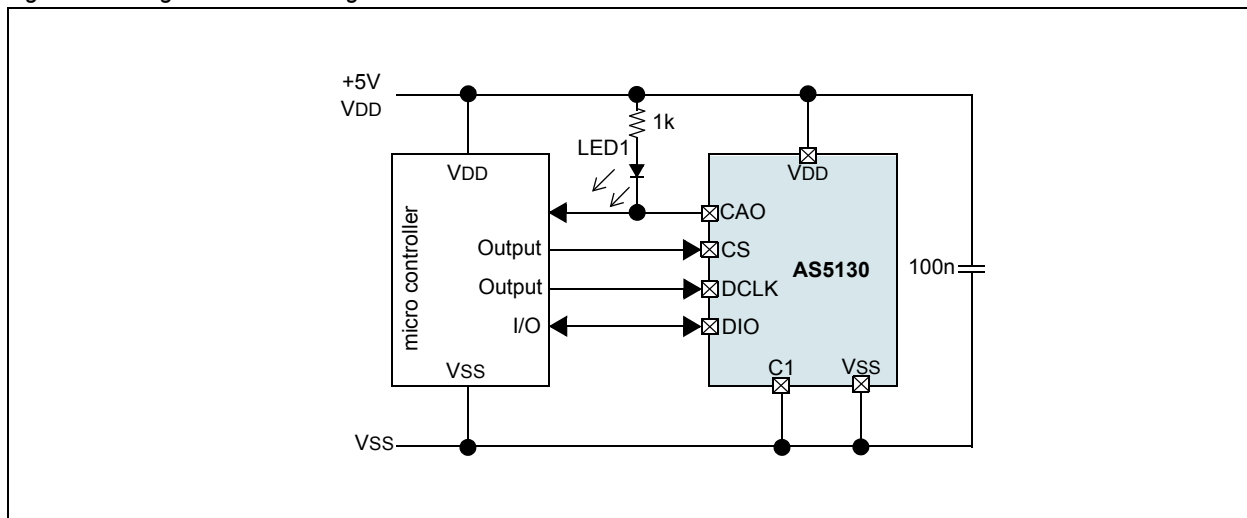 +5V
VDD
1k
LED1
VDD
VDD
micro controller
CAO
Output
CS
AS5130
100n
Output
DCLK
I/O
DIO
C1
VSS
VSS
VSS